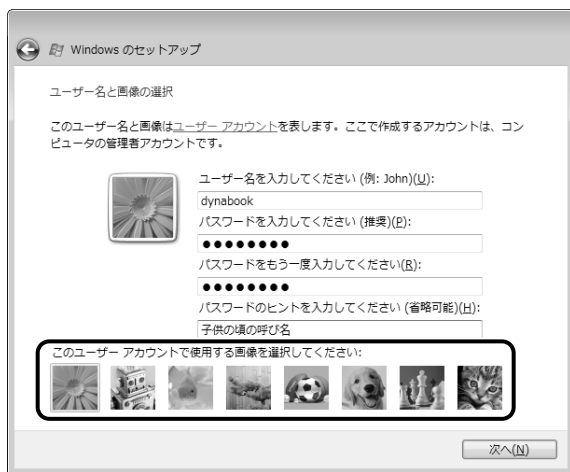 Windows のセットアップ
ユーザー名と画像の選択
このユーザー名と画像はユーザー アカウントを表します。ここで作成するアカウントは、コン
ピュータの管理者アカウントです。
ユーザー名を入力してください (例: John)(U):
dynabook
パスワードを入力してください (推奨)(P):
●●●●●●●●
パスワードをもう一度入力してください(R):
●●●●●●●●
パスワードのヒントを入力してください (省略可能)(H):
子供の頃の呼び名
このユーザー アカウントで使用する画像を選択してください:
次へ(N)